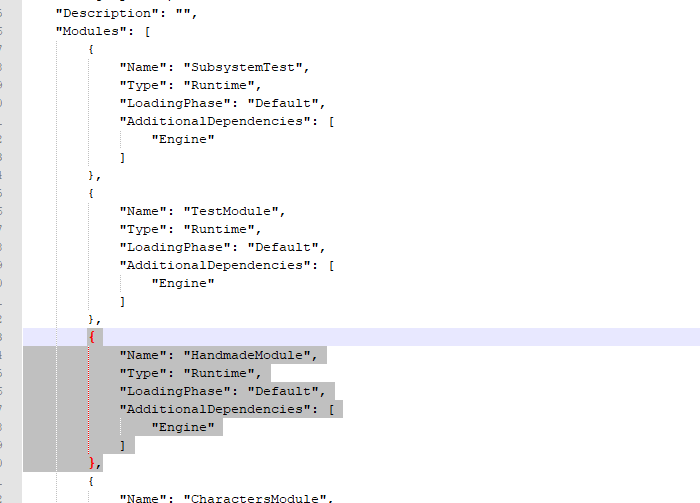 "Description": "",
"Modules": [
{
"Name": "SubsystemTest",
"Type": "Runtime",
"LoadingPhase": "Default",
"AdditionalDependencies": [
"Engine"
]
},
{
"Name": "TestModule",
"Type": "Runtime",
"LoadingPhase": "Default",
"AdditionalDependencies": [
"Engine"
]
},
{
"Name": "HandmadeModule",
"Type": "Runtime",
"LoadingPhase": "Default",
"AdditionalDependencies": [
"Engine"
]
},
{
"Name": "CharactersModule",